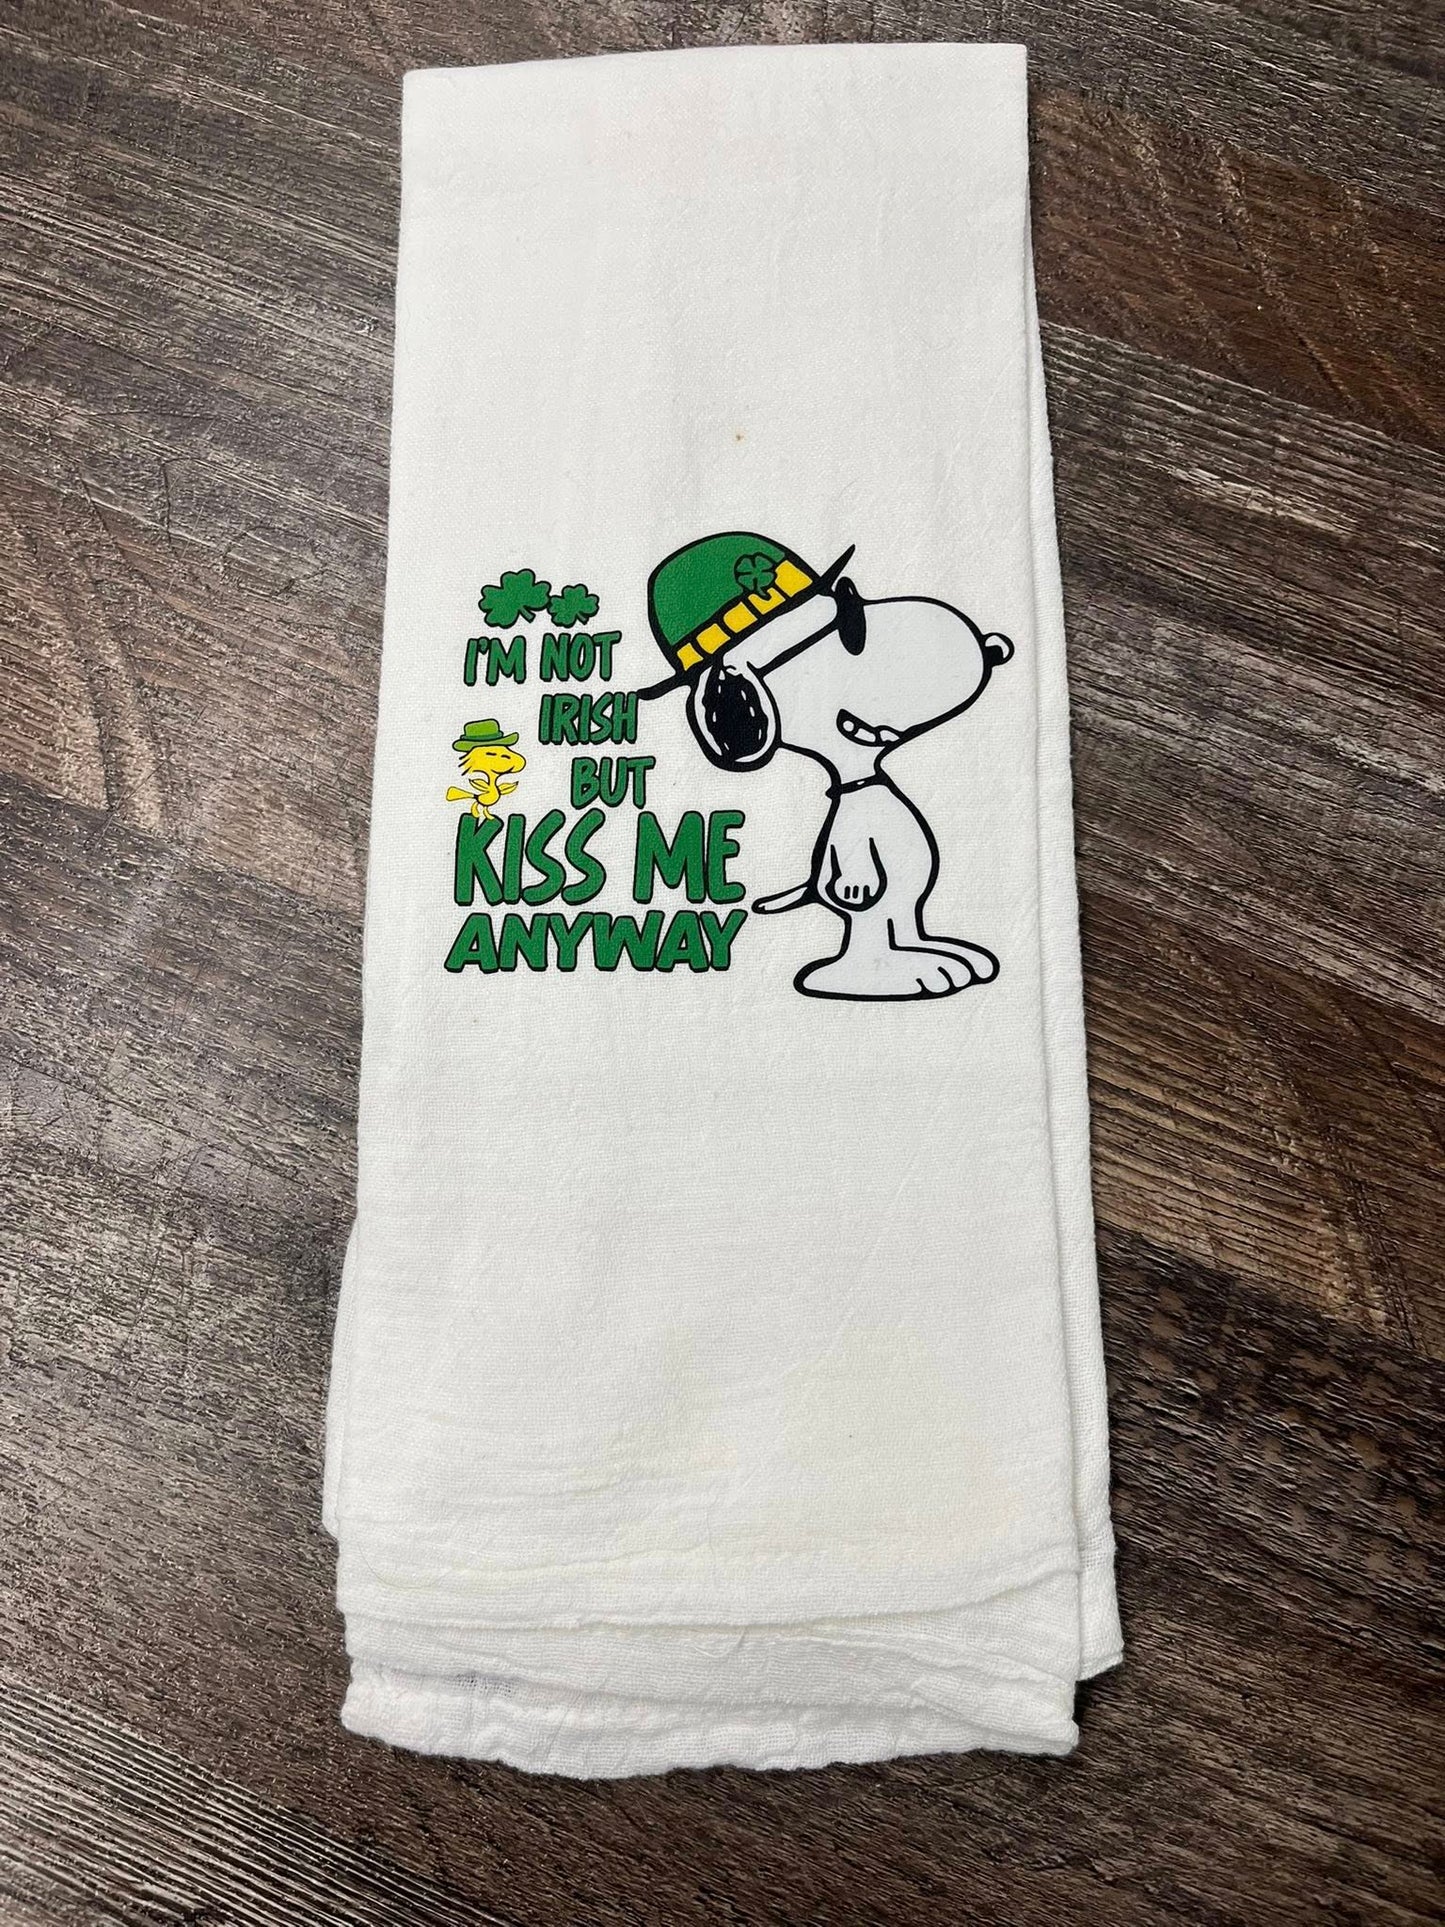 I'M NOT
IRISH
BUT
KISS ME
ANYWAY